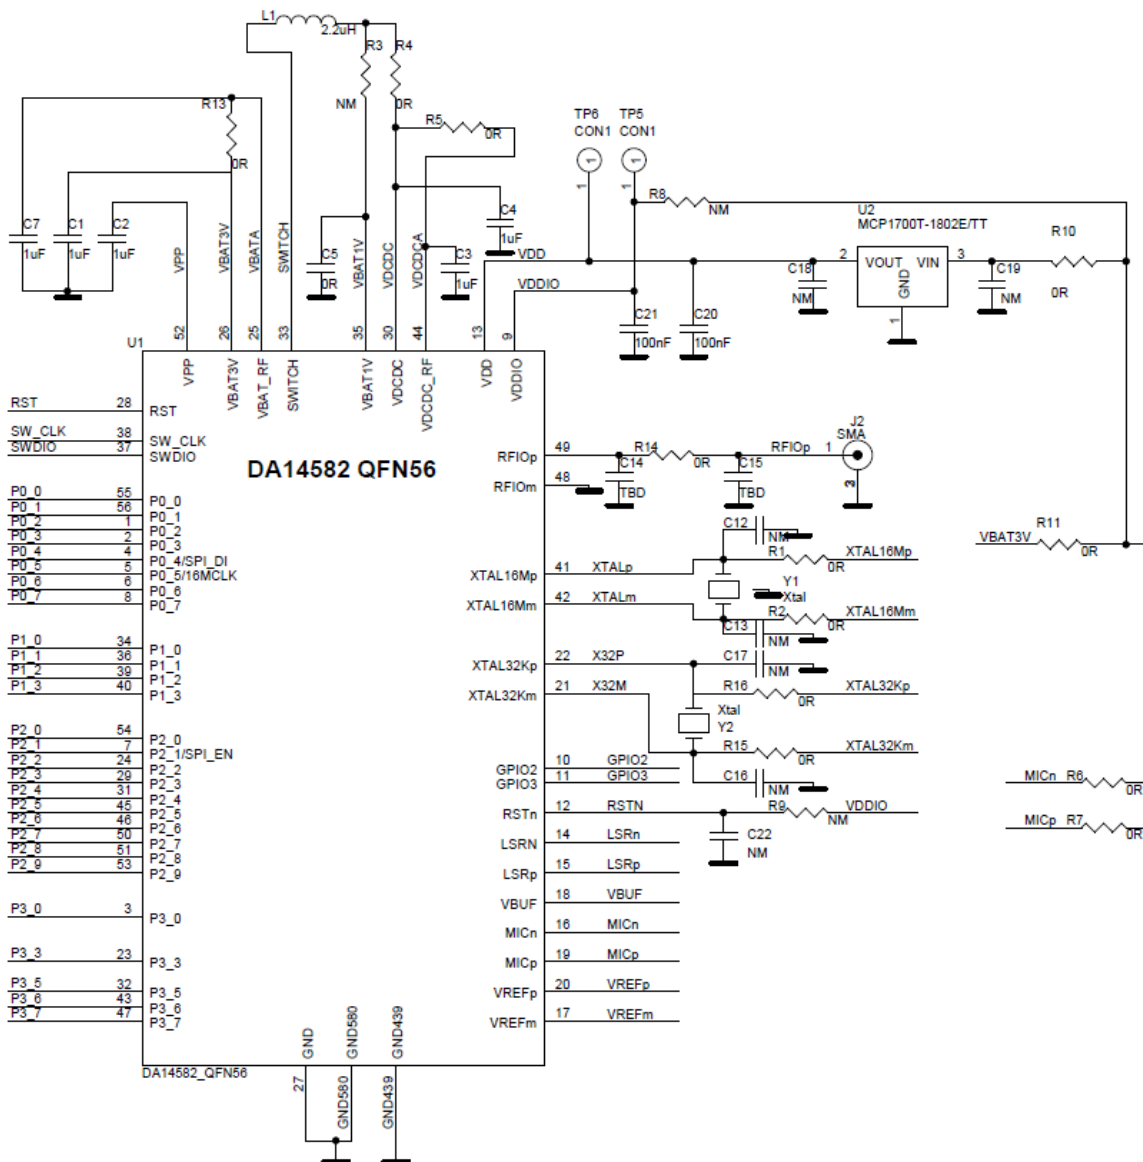 L1
2.2uH
R3
NM
R4
0R
R13
0R
R5
0R
C7
1uF
C1
1uF
C2
1uF
C5
0R
C4
1uF
C3
1uF
VPP
VBAT3V
VBATA
SWITCH
VBAT1V
VDCDC
VDCDCA
VDD
VDDIO
TP6
CON1
1
1
TP5
CON1
1
1
R8
NM
U2
MCP1700T-1802E/TT
2
VOUT
VIN
3
GND
1
C18
NM
C19
NM
R10
0R
C21
100nF
C20
100nF
U1
52
26
25
33
35
30
44
13
9
VPP
VBAT3V
VBAT_RF
SWITCH
VBAT1V
VDCDC
VDCDC_RF
VDD
VDDIO
DA14582 QFN56
RST 28 RST
SW_CLK 38 SW_CLK
SWDIO 37 SWDIO
P0_0 55 P0_0
P0_1 56 P0_1
P0_2 1 P0_2
P0_3 2 P0_3
P0_4 4 P0_4/SPI_DI
P0_5 5 P0_5/16MCLK
P0_6 6 P0_6
P0_7 8 P0_7
P1_0 34 P1_0
P1_1 36 P1_1
P1_2 39 P1_2
P1_3 40 P1_3
P2_0 54 P2_0
P2_1 7 P2_1/SPI_EN
P2_2 24 P2_2
P2_3 29 P2_3
P2_4 31 P2_4
P2_5 45 P2_5
P2_6 46 P2_6
P2_7 50 P2_7
P2_8 51 P2_8
P2_9 53 P2_9
P3_0 3 P3_0
P3_3 23 P3_3
P3_5 32 P3_5
P3_6 43 P3_6
P3_7 47 P3_7
RFIOp 49
RFIOm 48
C14
TBD
R14
0R
C15
TBD
RFIOp
1
J2
SMA
C12
NM
R1
0R
XTAL16Mp
XTAL16Mp 41 XTALp
Y1
Xtal
XTAL16Mm 42 XTALm
R2
0R
XTAL16Mm
C13
NM
XTAL32Kp 22 X32P
C17
NM
XTAL32Km 21 X32M
R16
0R
XTAL32Kp
Xtal
Y2
R15
0R
XTAL32Km
C16
NM
GPIO2 10 GPIO2
GPIO3 11 GPIO3
RSTn 12 RSTN
R9
NM
VDDIO
C22
NM
LSRN 14 LSRn
LSRp 15 LSRp
VBUF 18 VBUF
MICn 16 MICn
MICp 19 MICp
VREFp 20 VREFp
VREFm 17 VREFm
VBAT3V
R11
0R
MICn R6
0R
MICp R7
0R
GND
GND580
GND439
DA14582_QFN56
27
GND580
GND439